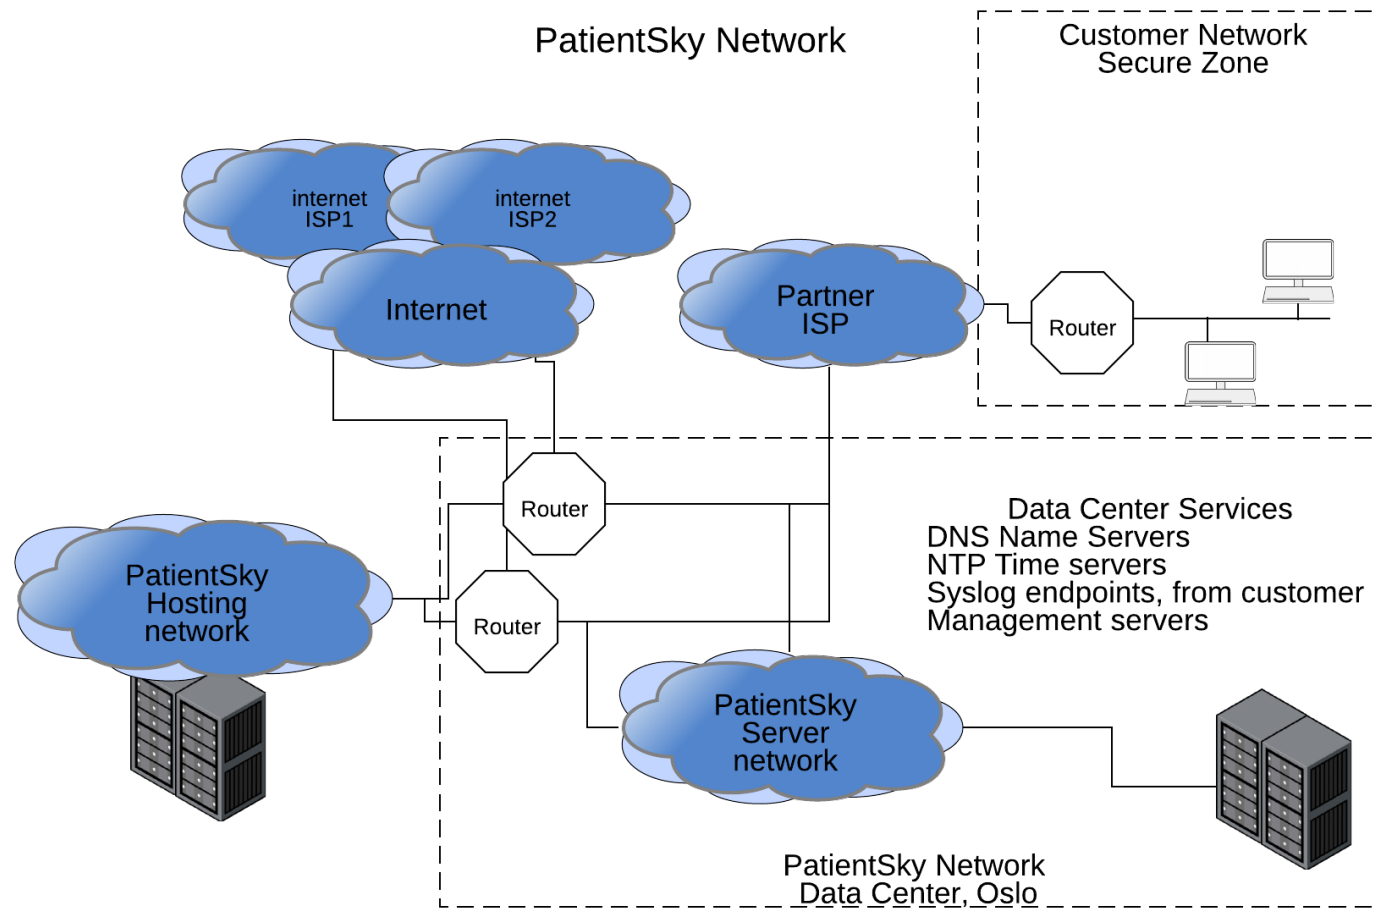 PatientSky Network
Customer Network
Secure Zone
internet
ISP1
internet
ISP2
Internet
Partner
ISP
Router
Router
Data Center Services
DNS Name Servers
NTP Time servers
Syslog endpoints, from customer
Management servers
PatientSky
Hosting
network
Router
PatientSky
Server
network
PatientSky Network
Data Center, Oslo